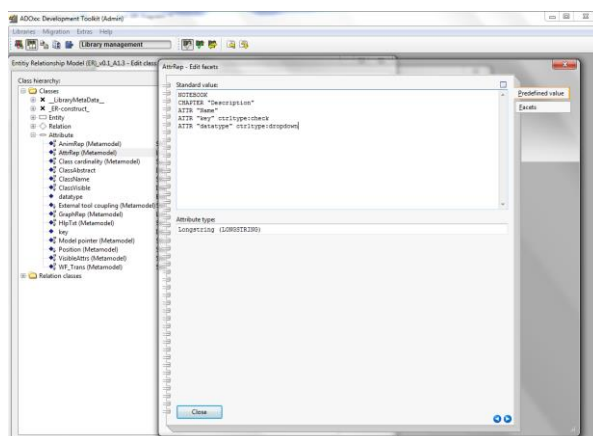 ADOxx Development Toolkit (Admin)
Libraries Migration Extras Help
Library management
Entity Relationship Model (ER)_v0.1_A1.3 - Edit class
AttrRep - Edit facets
Class hierarchy:
Classes
__LibraryMetaData__
_ER-construct_
Entity
Relation
Attribute
AnimRep (Metamodel)
AttrRep (Metamodel)
Class cardinality (Metamodel)
ClassAbstract
ClassName
ClassVisible
datatype
External tool coupling (Metamodel)
GraphRep (Metamodel)
HlpTxt (Metamodel)
key
Model pointer (Metamodel)
Position (Metamodel)
VisibleAttrs (Metamodel)
WF_Trans (Metamodel)
Relation classes
Standard value:
NOTEBOOK
CHAPTER "Description"
ATTR "Name"
ATTR "key" ctrltype:check
ATTR "datatype" ctrltype:dropdown
Attribute type:
Longstring (LONGSTRING)
Predefined value
Facets
Close